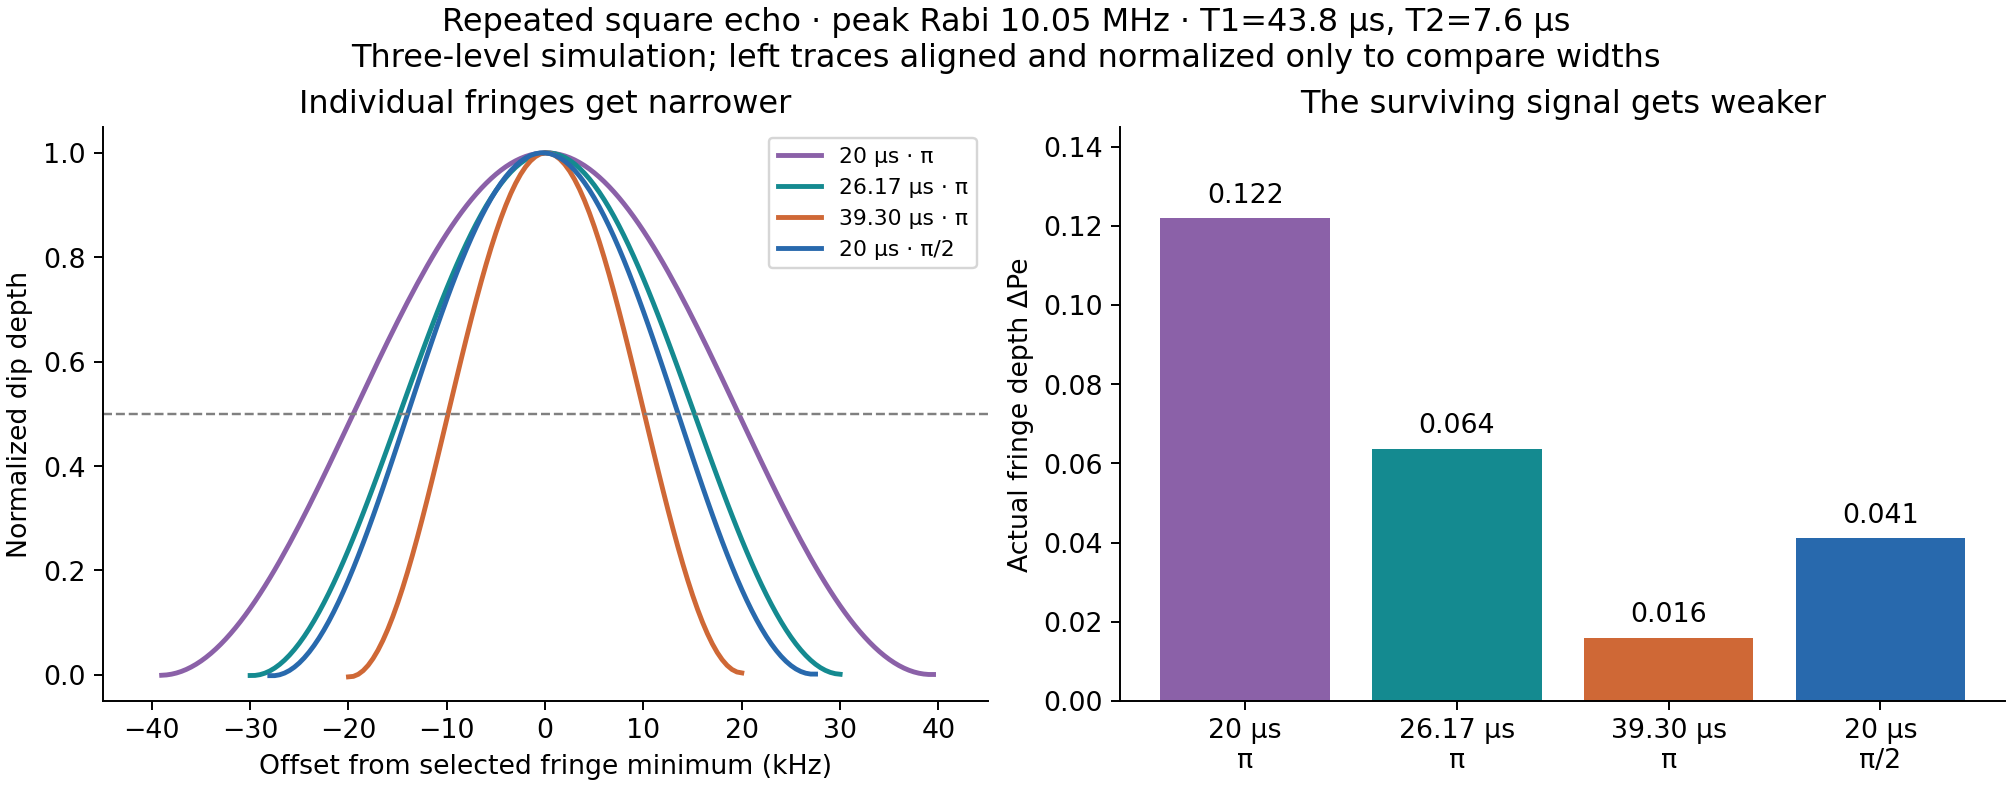 Repeated square echo · peak Rabi 10.05 MHz · T1=43.8 µs, T2=7.6 µs
Three-level simulation; left traces aligned and normalized only to compare widths
Individual fringes get narrower
Normalized dip depth
1.0
0.8
0.6
0.4
0.2
0.0
20 µs · π
26.17 µs · π
39.30 µs · π
20 µs · π/2
−40 −30 −20 −10 0 10 20 30 40
Offset from selected fringe minimum (kHz)
The surviving signal gets weaker
Actual fringe depth ΔPe
0.14
0.12
0.10
0.08
0.06
0.04
0.02
0.00
0.122
0.064
0.016
0.041
20 µs 26.17 µs 39.30 µs 20 µs
π π π π/2